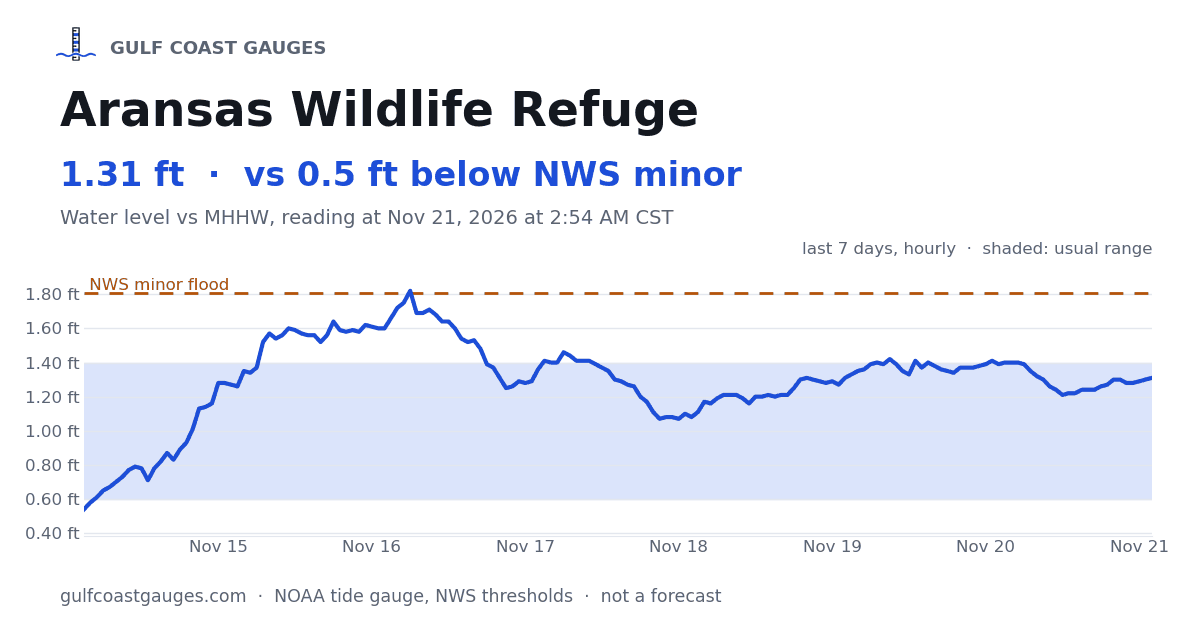 GULF COAST GAUGES
Aransas Wildlife Refuge
1.31 ft · vs 0.5 ft below NWS minor
Water level vs MHHW, reading at Nov 21, 2026 at 2:54 AM CST
last 7 days, hourly · shaded: usual range
NWS minor flood
1.80 ft
1.60 ft
1.40 ft
1.20 ft
1.00 ft
0.80 ft
0.60 ft
0.40 ft
Nov 15 Nov 16 Nov 17 Nov 18 Nov 19 Nov 20 Nov 21
gulfcoastgauges.com · NOAA tide gauge, NWS thresholds · not a forecast